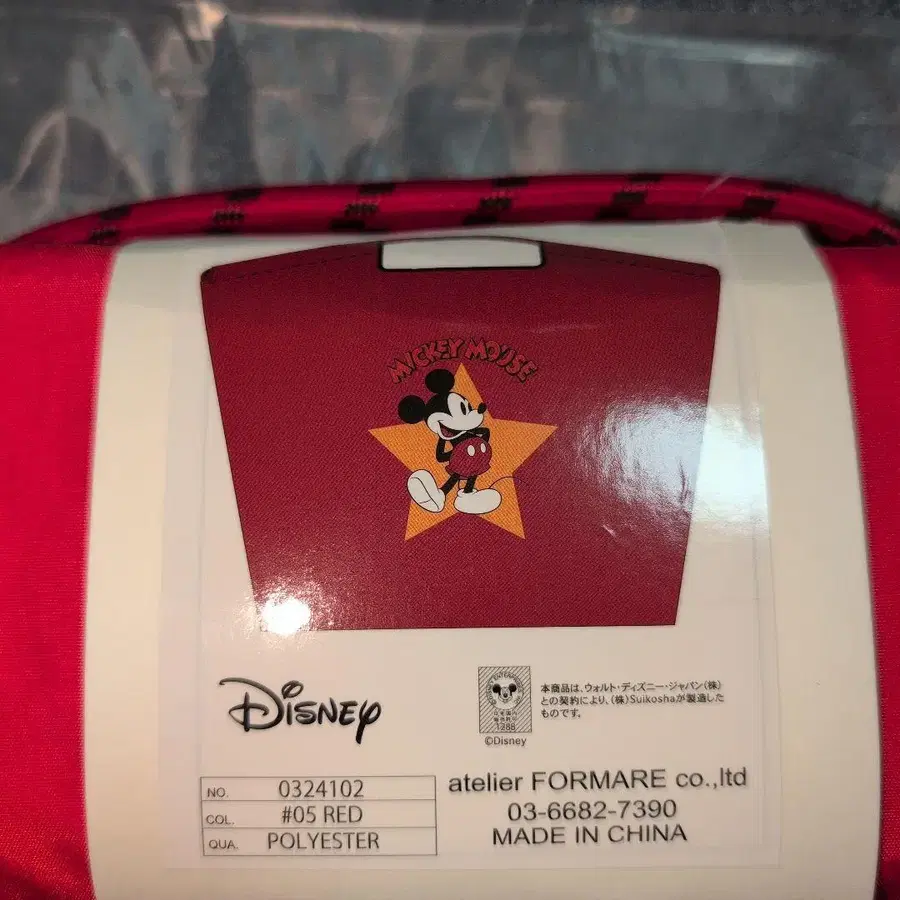 MICKEY MOUSE
Disney
1288
©Disney
本商品は、ウォルト・ディズニー・ジャパン(株)
との契約により、(株)Suikoshaが製造した
ものです。
NO. 0324102
COL. #05 RED
QUA. POLYESTER
atelier FORMARE co.,ltd
03-6682-7390
MADE IN CHINA